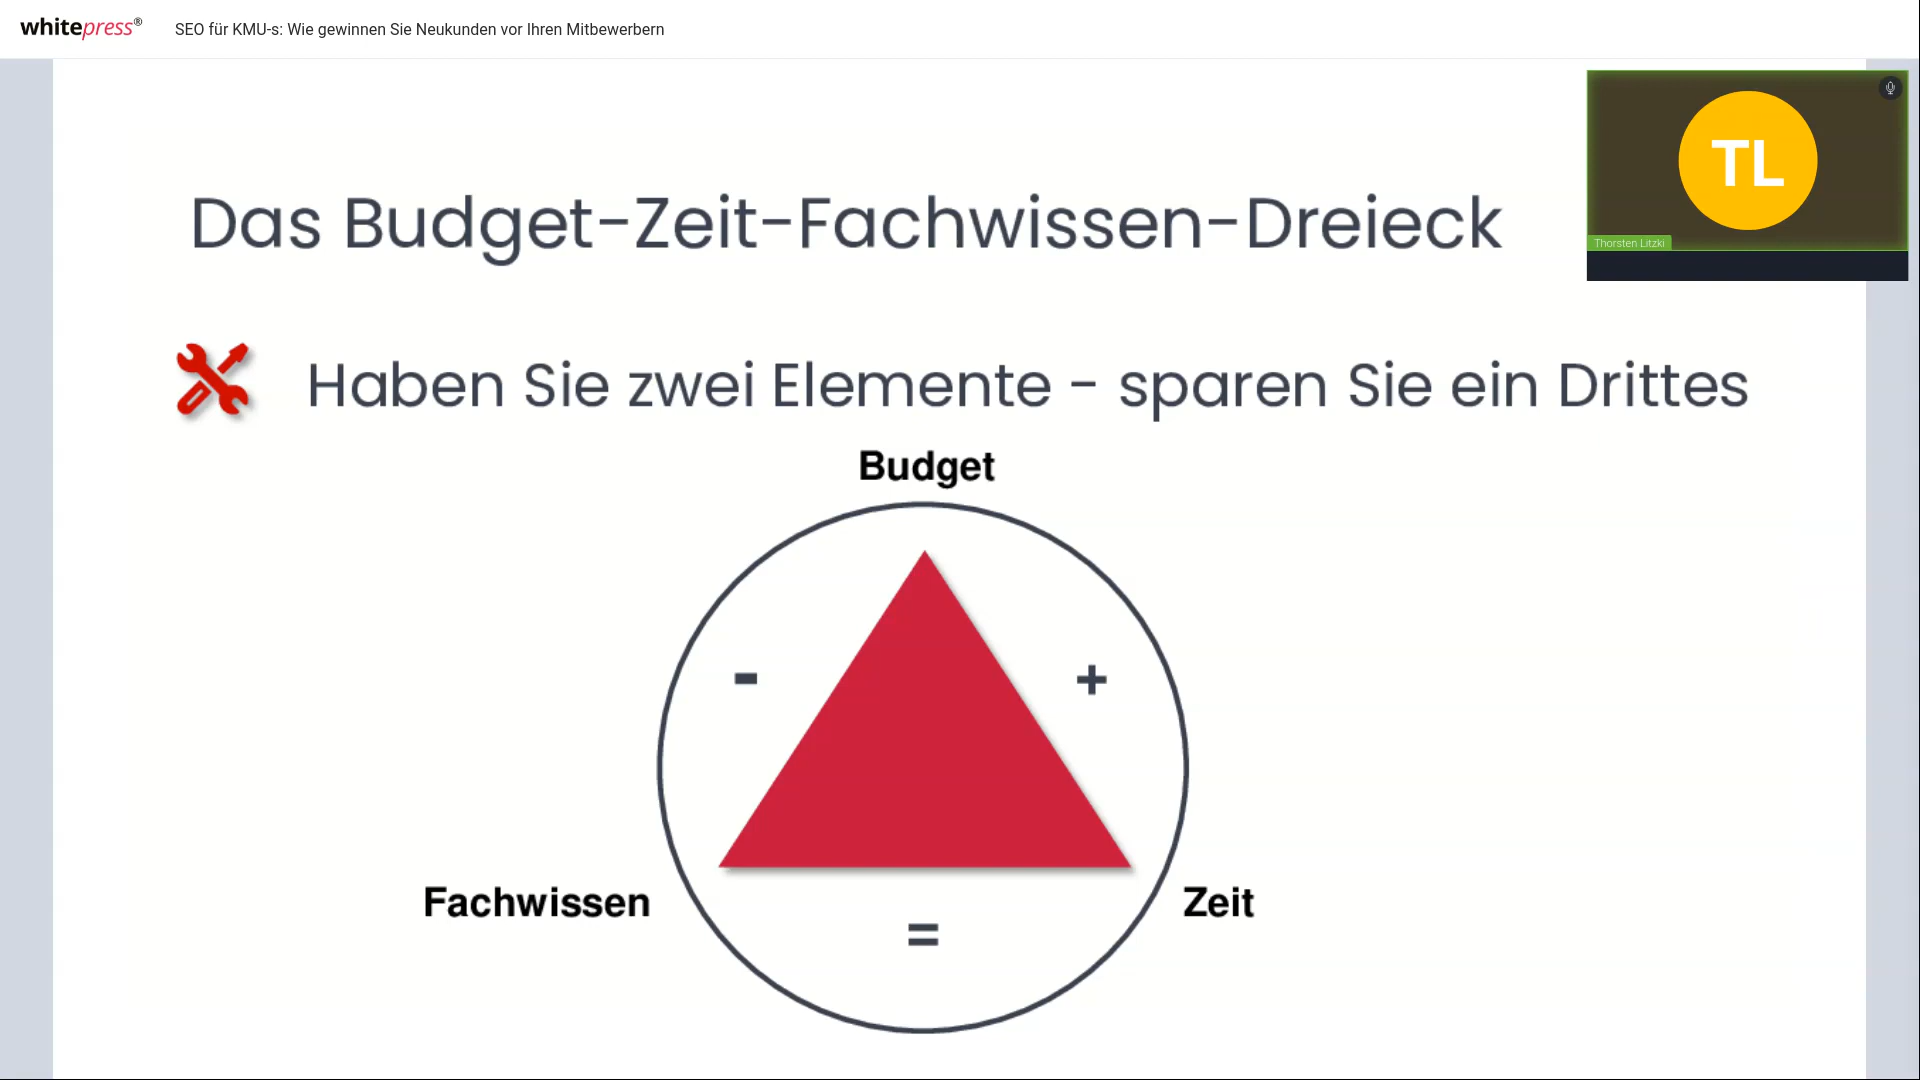 whitepress® SEO für KMU-s: Wie gewinnen Sie Neukunden vor Ihren Mitbewerbern
TL
Thorsten Litzki
Das Budget-Zeit-Fachwissen-Dreieck
Haben Sie zwei Elemente - sparen Sie ein Drittes
Budget
- +
Fachwissen Zeit
=